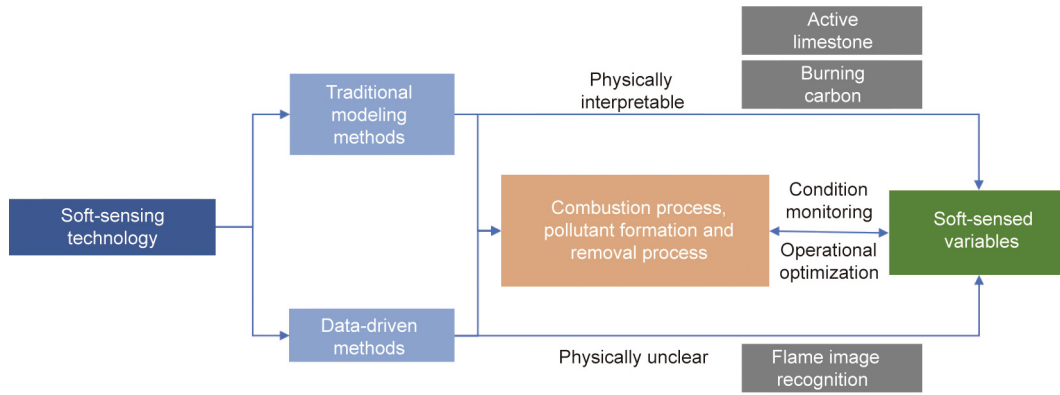 Active
limestone
Burning
carbon
Physically
interpretable
Traditional
modeling
methods
Soft-sensing
technology
Combustion process,
pollutant formation and
removal process
Condition
monitoring
Operational
optimization
Soft-sensed
variables
Data-driven
methods
Physically unclear
Flame image
recognition